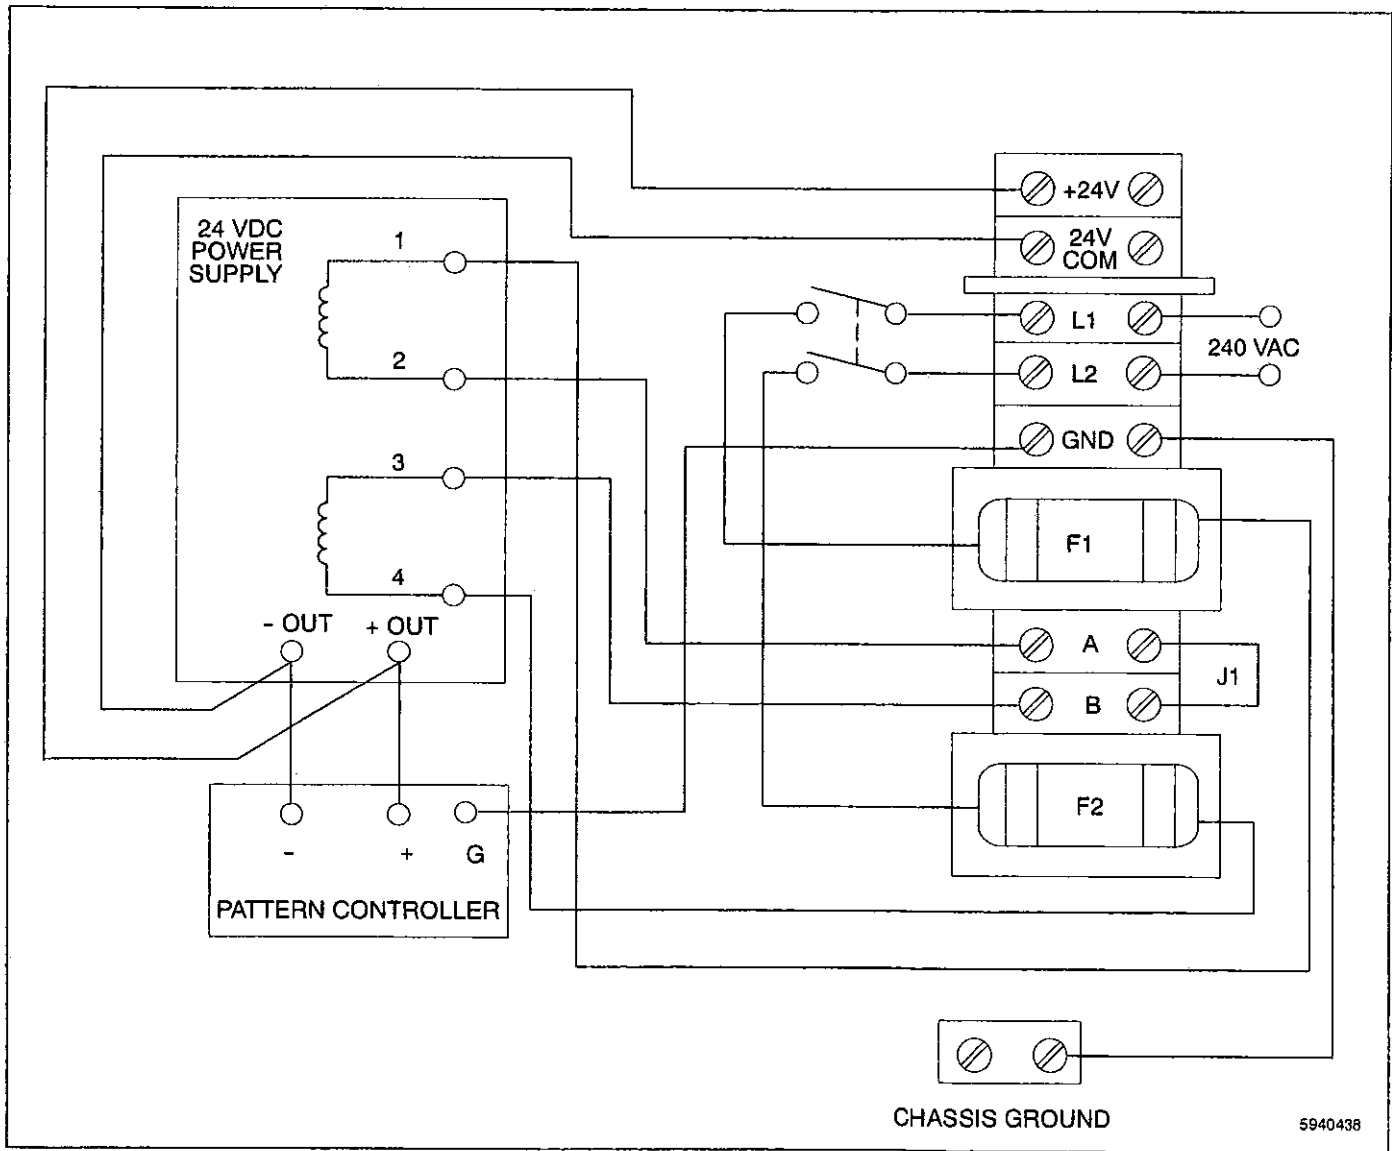 24 VDC
POWER
SUPPLY
1
2
3
4
- OUT
+ OUT
-
+
G
PATTERN CONTROLLER
+24V
24V
COM
L1
L2
240 VAC
GND
F1
A
B
J1
F2
CHASSIS GROUND
5940438